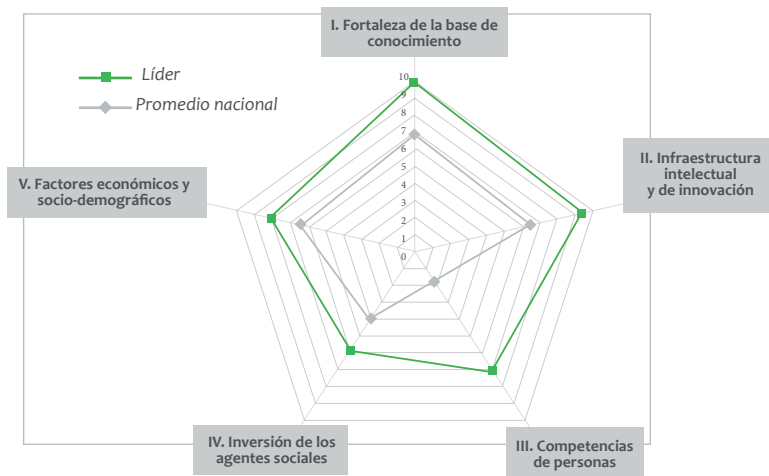 I. Fortaleza de la base de
conocimiento
Líder
Promedio nacional
10
9
8
7
6
5
4
3
2
1
0
II. Infraestructura
intelectual
y de innovación
V. Factores económicos y
socio-demográficos
IV. Inversión de los
agentes sociales
III. Competencias
de personas